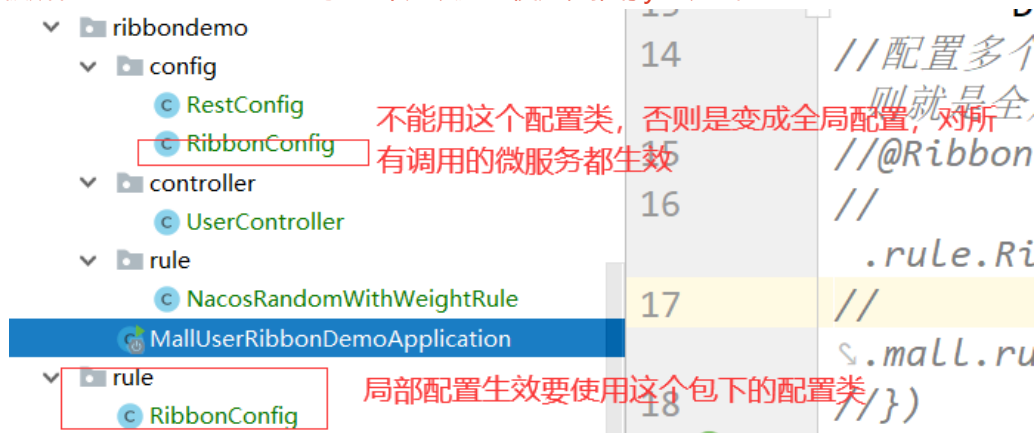 ribbondemo
config
RestConfig
RibbonConfig
controller
UserController
rule
NacosRandomWithWeightRule
MallUserRibbonDemoApplication
rule
RibbonConfig
不能用这个配置类，否则是变成全局配置，对所
有调用的微服务都生效
局部配置生效要使用这个包下的配置类
14 //配置多个
则就是全
15 //@Ribbon
16 //
.rule.Ri
17 //
.mall.ru
18 //})